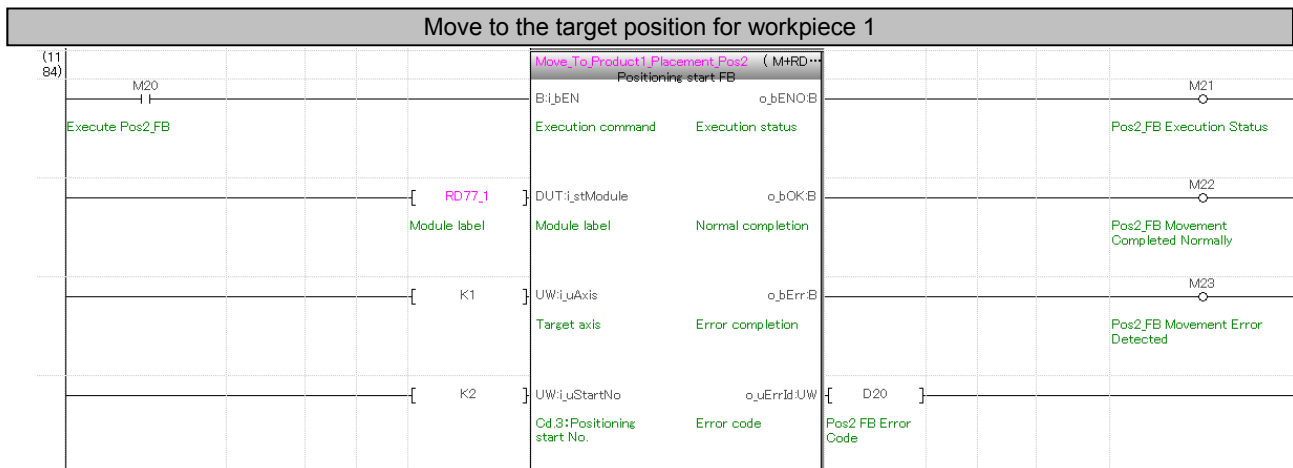 Move to the target position for workpiece 1
(11
84)
Move_To_Product1_Placement_Pos2 ( M+RD⋯
Positioning start FB
M20
B:i_bEN o_bENO:B
M21
Execute Pos2_FB
Execution command Execution status
Pos2_FB Execution Status
RD77_1
DUT:i_stModule o_bOK:B
M22
Module label
Module label Normal completion
Pos2_FB Movement
Completed Normally
K1
UW:i_uAxis o_bErr:B
M23
Target axis Error completion
Pos2_FB Movement Error
Detected
K2
UW:i_uStartNo o_uErrId:UW
D20
Cd.3:Positioning
start No.
Error code
Pos2 FB Error
Code